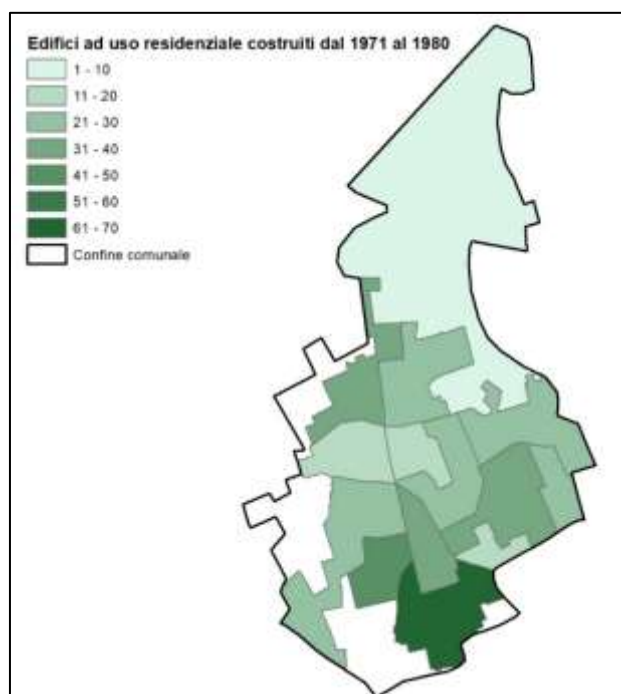 Edifici ad uso residenziale costruiti dal 1971 al 1980
1 - 10
11 - 20
21 - 30
31 - 40
41 - 50
51 - 60
61 - 70
Confine comunale